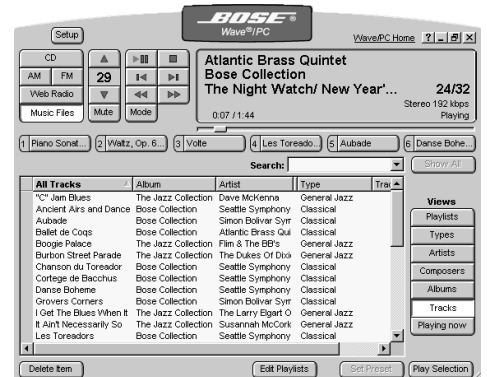 BOSE®
Wave®/PC
Setup
Wave/PC Home ? - X
CD
AM FM
Web Radio
Music Files
29
Mute Mode
Atlantic Brass Quintet
Bose Collection
The Night Watch/ New Year'... 24/32
Stereo 192 kbps
0:07 / 1:44 Playing
1 Piano Sonat... 2 Waltz, Op. 6... 3 Volte 4 Les Toreado... 5 Aubade 6 Danse Bohe...
Search: Show All
All Tracks Album Artist Type Trac
"C" Jam Blues The Jazz Collection Dave McKenna General Jazz
Ancient Airs and Dance Bose Collection Seattle Symphony Classical
Aubade Bose Collection Simon Bolivar Sym Classical
Ballet de Coqs Bose Collection Atlantic Brass Qui Classical
Boogie Palace The Jazz Collection Flim & The BB's General Jazz
Burbon Street Parade The Jazz Collection The Dukes Of Dixi General Jazz
Chanson du Toreador Bose Collection Seattle Symphony Classical
Cortege de Bacchus Bose Collection Seattle Symphony Classical
Danse Boheme Bose Collection Seattle Symphony Classical
Grovers Corners Bose Collection Simon Bolivar Sym Classical
I Get The Blues When It The Jazz Collection The Larry Elgart O General Jazz
It Ain't Necessarily So The Jazz Collection Susannah McCork General Jazz
Les Toreadors Bose Collection Seattle Symphony Classical
Views
Playlists
Types
Artists
Composers
Albums
Tracks
Playing now
Delete Item Edit Playlists Set Preset Play Selection